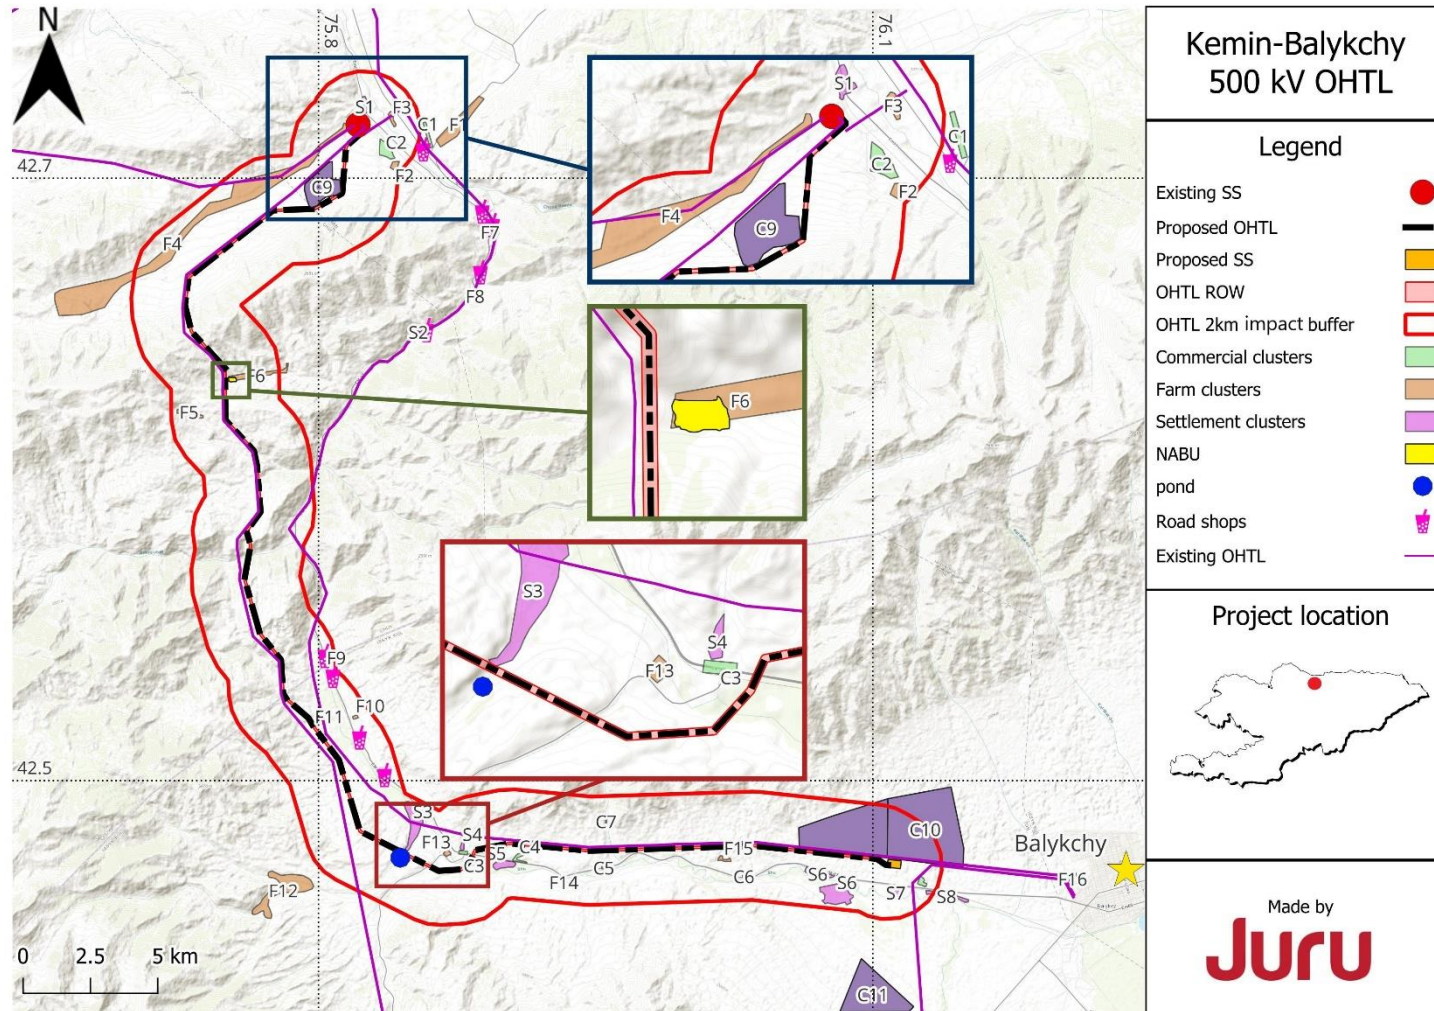 N
75.8
76.1
42.7
42.5
S1
F3
C1
F1
C2
F2
C9
F4
F7
F8
S2
F6
F5
F9
F10
F11
S3
S4
F13
C3
S5
C4
C7
C5
F14
F15
C6
S6
S6
S7
S8
C10
Balykchy
F16
F12
C11
S1
F3
C1
C2
F2
F4
C9
F6
S3
S4
F13
C3
0 2.5 5 km
Kemin-Balykchy
500 kV OHTL
Legend
Existing SS
Proposed OHTL
Proposed SS
OHTL ROW
OHTL 2km impact buffer
Commercial clusters
Farm clusters
Settlement clusters
NABU
pond
Road shops
Existing OHTL
Project location
Made by
Juru